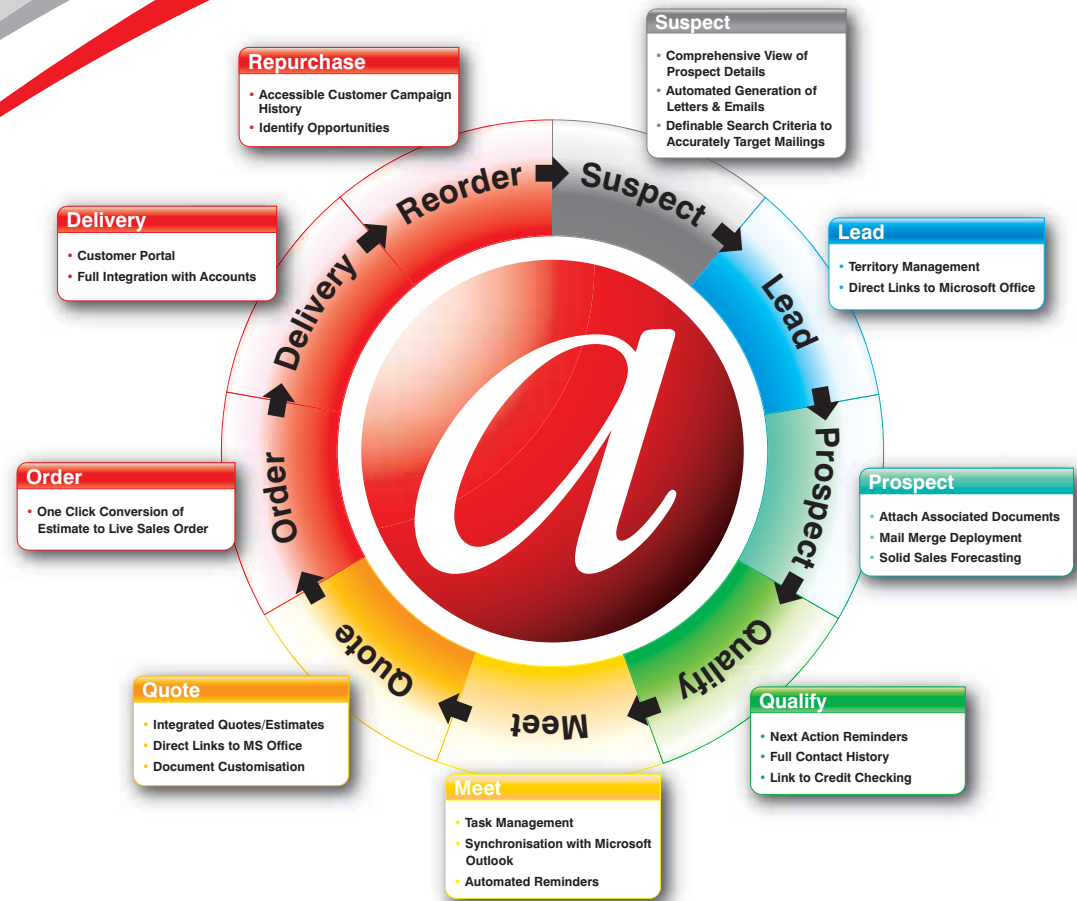 Suspect
• Comprehensive View of
Prospect Details
• Automated Generation of
Letters & Emails
• Definable Search Criteria to
Accurately Target Mailings
Lead
• Territory Management
• Direct Links to Microsoft Office
Prospect
• Attach Associated Documents
• Mail Merge Deployment
• Solid Sales Forecasting
Qualify
• Next Action Reminders
• Full Contact History
• Link to Credit Checking
Meet
• Task Management
• Synchronisation with Microsoft
Outlook
• Automated Reminders
Quote
• Integrated Quotes/Estimates
• Direct Links to MS Office
• Document Customisation
Order
• One Click Conversion of
Estimate to Live Sales Order
Delivery
• Customer Portal
• Full Integration with Accounts
Repurchase
• Accessible Customer Campaign
History
• Identify Opportunities
Suspect
Lead
Prospect
Qualify
Meet
Quote
Order
Delivery
Reorder
a